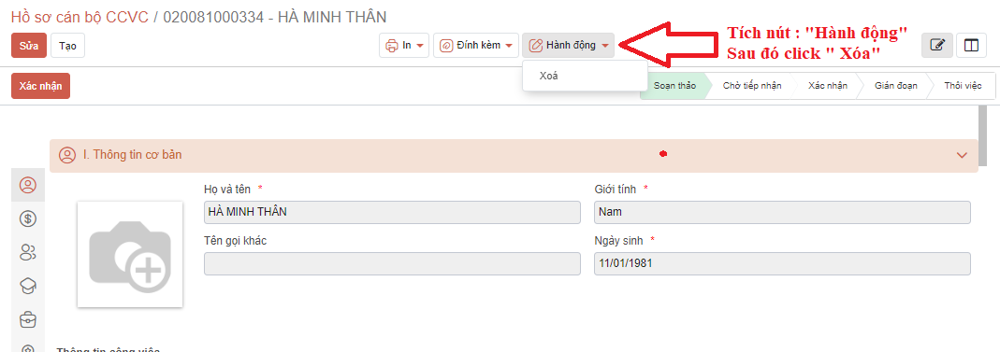 Hồ sơ cán bộ CCVC / 020081000334 - HÀ MINH THÂN
Sửa Tạo In Đính kèm Hành động
Tích nút : "Hành động"
Sau đó click " Xóa"
Xoá
Xác nhận
Soạn thảo Chờ tiếp nhận Xác nhận Gián đoạn Thôi việc
I. Thông tin cơ bản
Họ và tên * Giới tính *
HÀ MINH THÂN Nam
Tên gọi khác Ngày sinh *
11/01/1981
Thông tin công việc